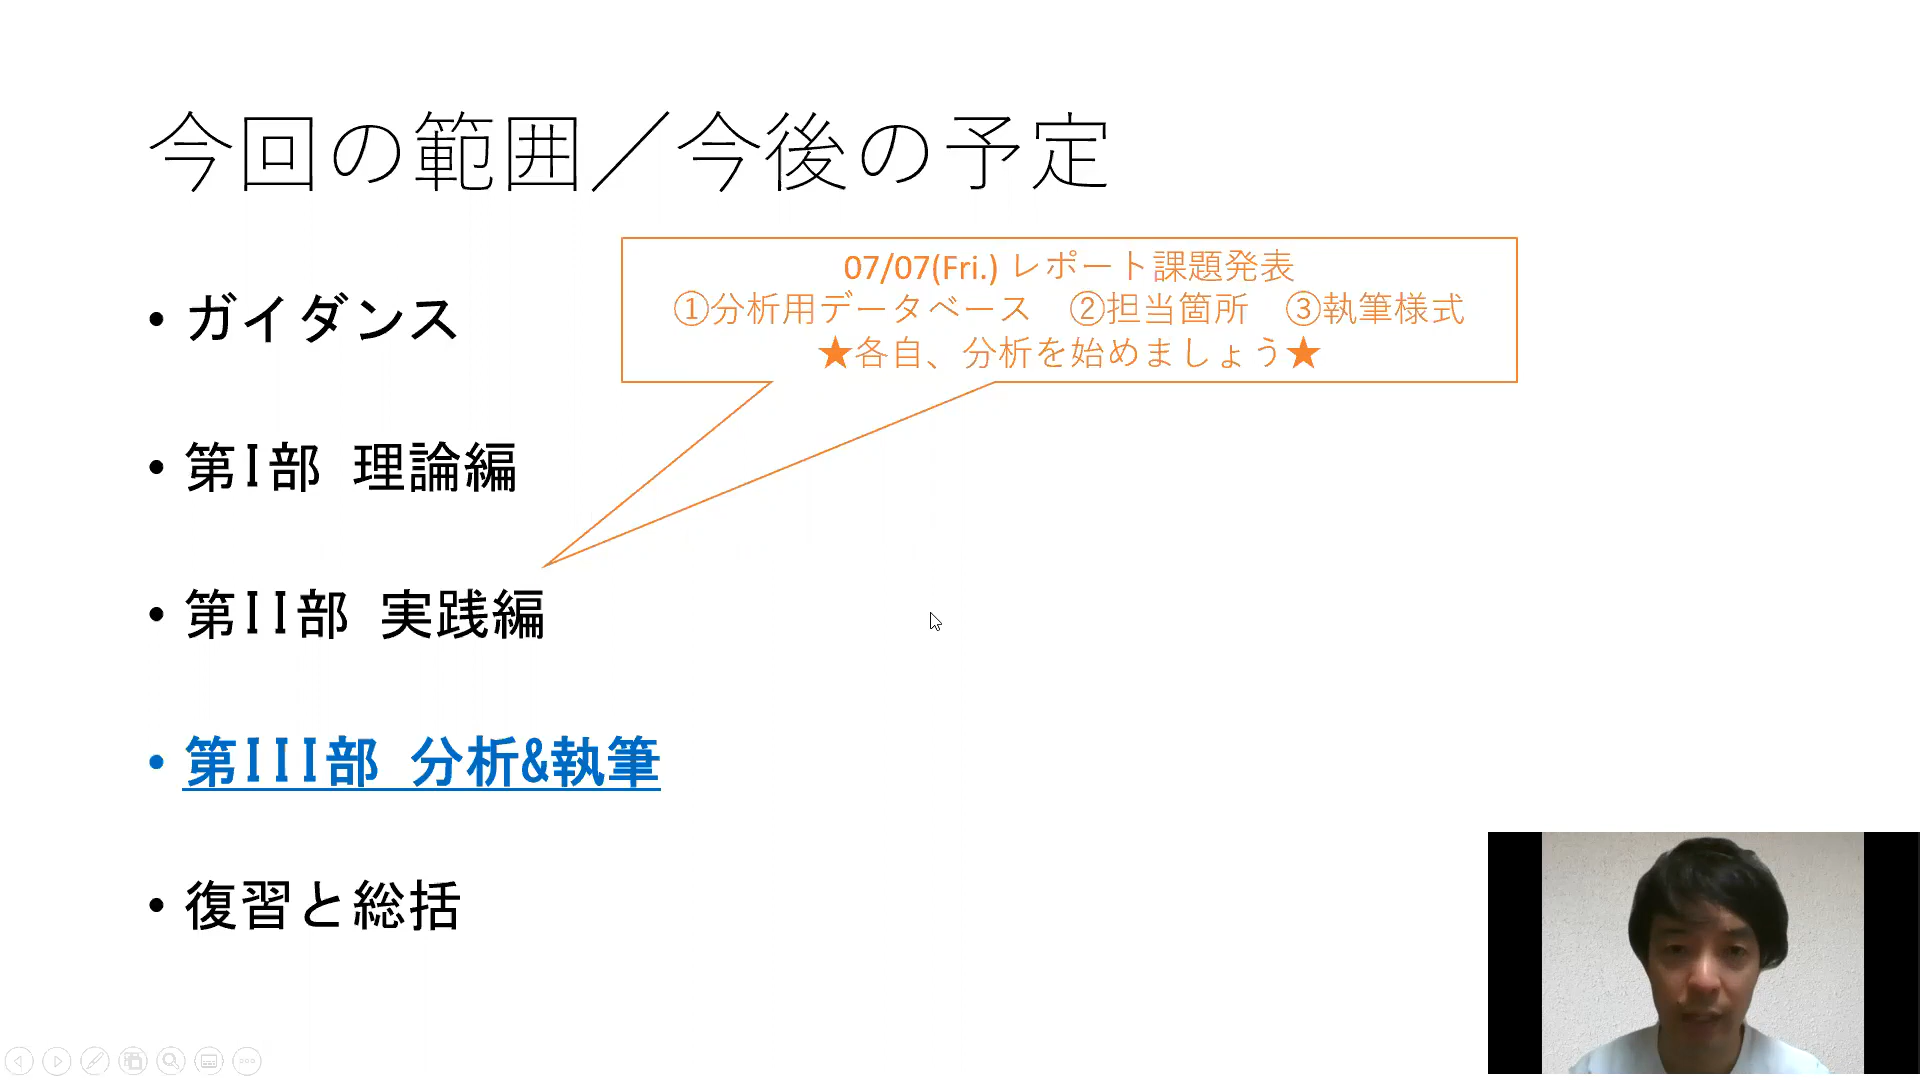 今回の範囲／今後の予定
07/07(Fri.) レポート課題発表
①分析用データベース　②担当箇所　③執筆様式
★各自、分析を始めましょう★
• ガイダンス
• 第I部 理論編
• 第II部 実践編
• 第III部 分析&執筆
• 復習と総括